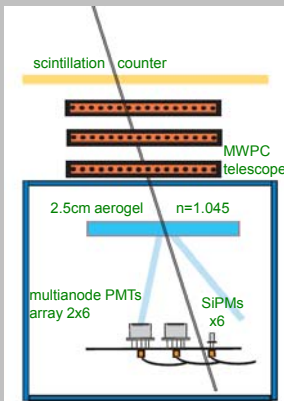 scintillation counter
MWPC
telescope
2.5cm aerogel n=1.045
multianode PMTs
array 2x6
SiPMs
x6